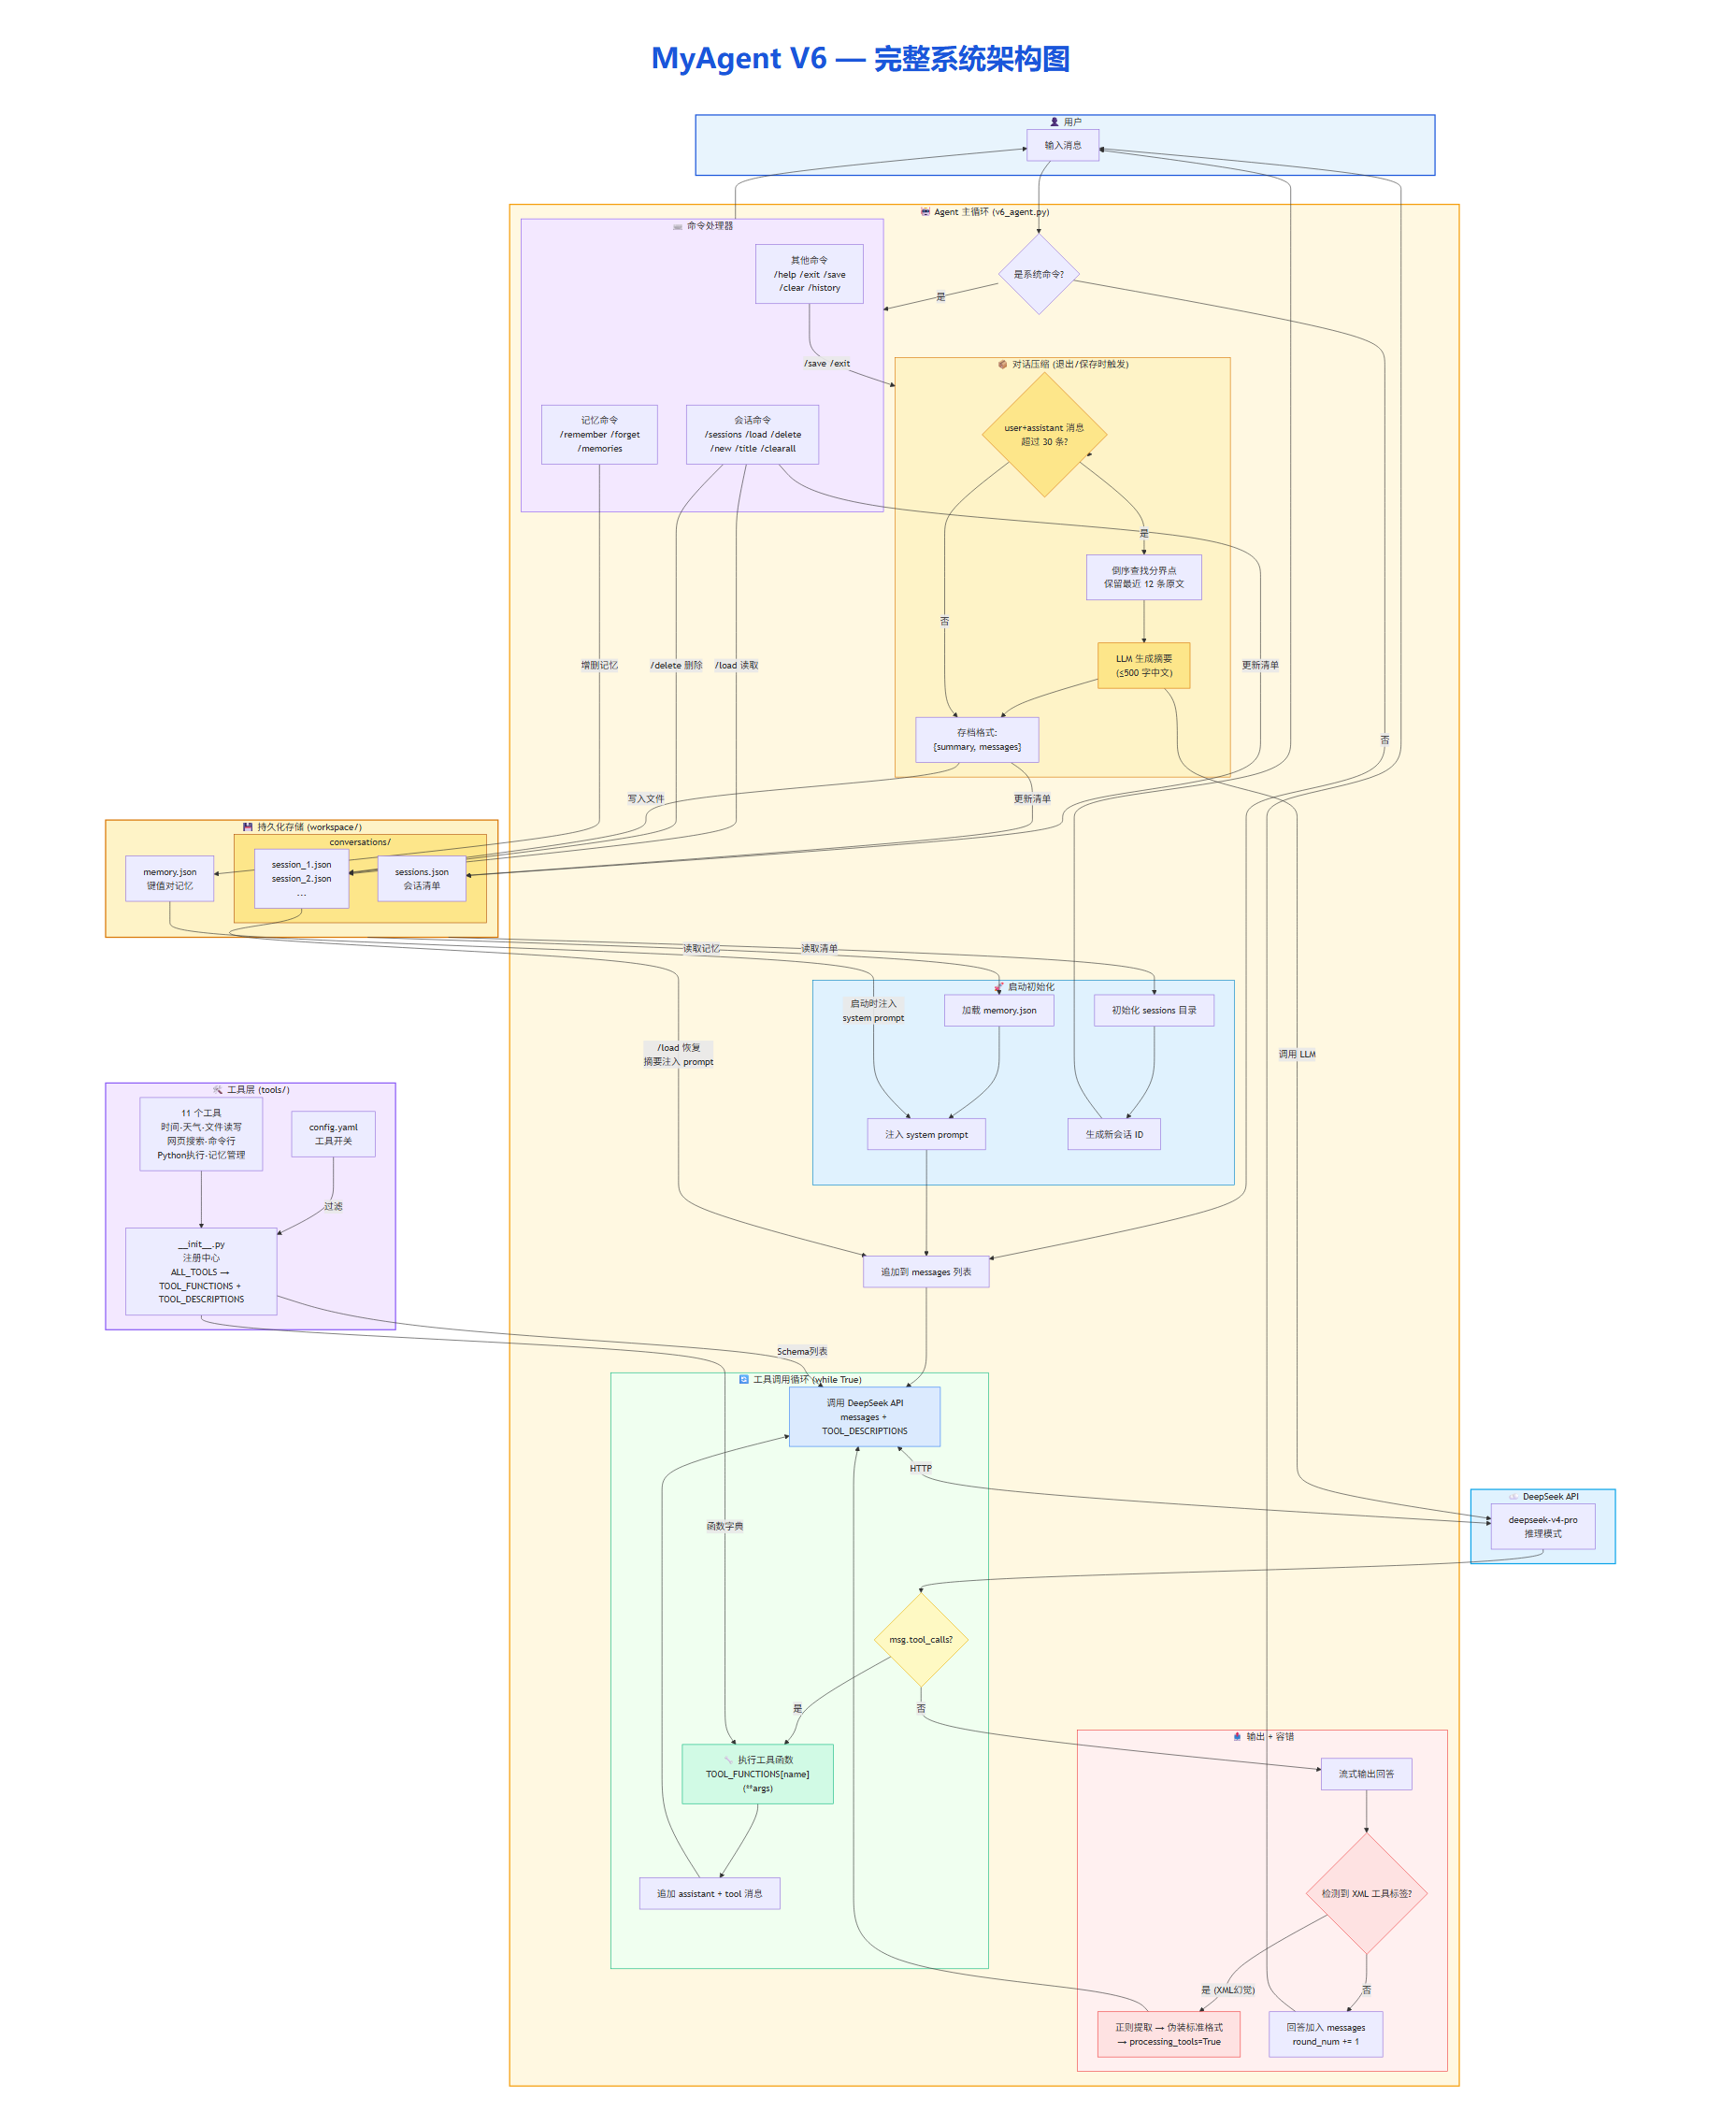 MyAgent V6 — 完整系统架构图
👤 用户
输入消息
Agent 主循环 (v6_agent.py)
⌨️ 命令处理器
其他命令
/help /exit /save
/clear /history
是系统命令?
是
/save /exit
📦 对话压缩 (退出/保存时触发)
user+assistant 消息
超过 30 条?
记忆命令
/remember /forget
/memories
会话命令
/sessions /load /delete
/new /title /clearall
是
倒序查找分界点
保留最近 12 条原文
否
LLM 生成摘要
(≤500 字中文)
增删记忆
/delete 删除
/load 读取
更新清单
存档格式:
{summary, messages}
否
写入文件
更新清单
💾 持久化存储 (workspace/)
conversations/
memory.json
键值对记忆
session_1.json
session_2.json
...
sessions.json
会话清单
读取记忆
读取清单
🚀 启动初始化
启动时注入
system prompt
加载 memory.json
初始化 sessions 目录
/load 恢复
摘要注入 prompt
调用 LLM
注入 system prompt
生成新会话 ID
🛠️ 工具层 (tools/)
11 个工具
时间·天气·文件读写
网页搜索·命令行
Python执行·记忆管理
config.yaml
工具开关
过滤
__init__.py
注册中心
ALL_TOOLS →
TOOL_FUNCTIONS +
TOOL_DESCRIPTIONS
追加到 messages 列表
Schema列表
🔄 工具调用循环 (while True)
调用 DeepSeek API
messages +
TOOL_DESCRIPTIONS
HTTP
函数字典
☁️ DeepSeek API
deepseek-v4-pro
推理模式
msg.tool_calls?
是
否
🔧 执行工具函数
TOOL_FUNCTIONS[name]
(**args)
追加 assistant + tool 消息
输出 + 容错
流式输出回答
检测到 XML 工具标签?
是 (XML幻觉)
否
正则提取 → 伪装标准格式
→ processing_tools=True
回答加入 messages
round_num += 1